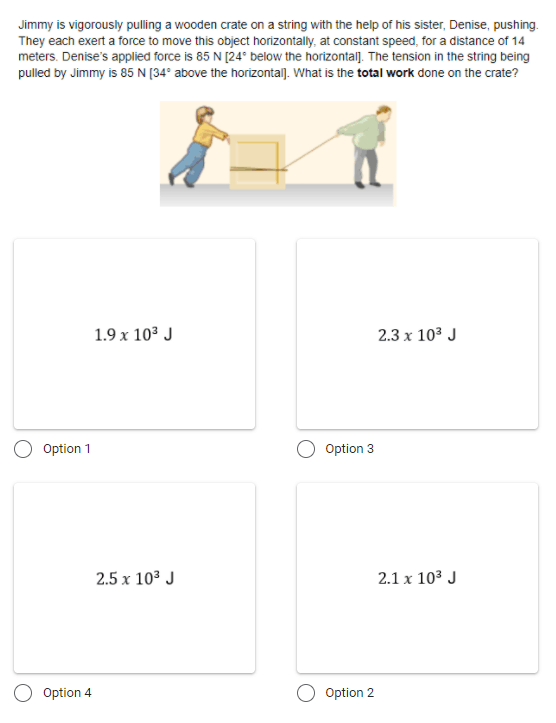 Jimmy is vigorously pulling a wooden crate on a string with the help of his sister, Denise, pushing.
They each exert a force to move this object horizontally, at constant speed, for a distance of 14
meters. Denise's applied force is 85 N [24° below the horizontal]. The tension in the string being
pulled by Jimmy is 85 N [34° above the horizontal]. What is the total work done on the crate?
1.9 x 10³ J
2.3 x 10³ J
Option 1
Option 3
2.5 x 10³ J
2.1 x 10³ J
Option 4
Option 2